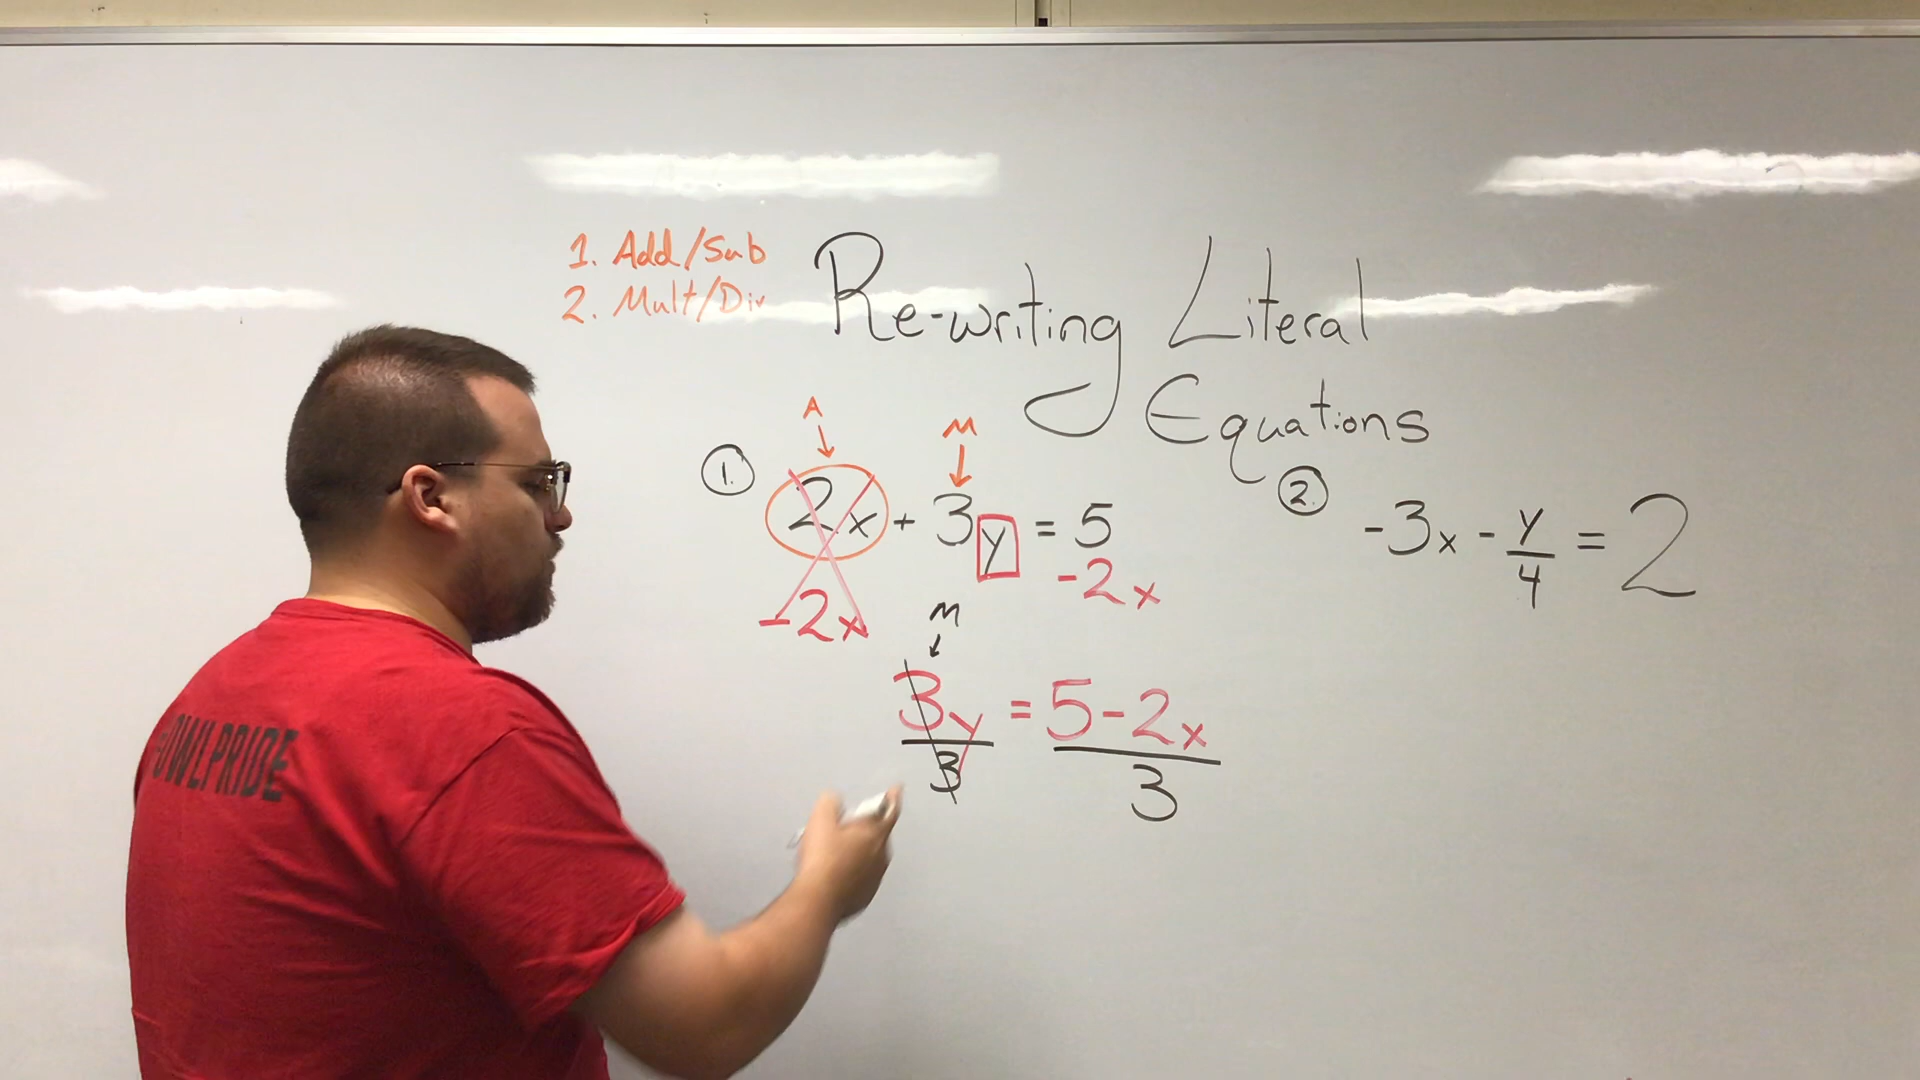 1. Add/Sub
2. Mult/Div
Re-writing Literal
Equations
A
M
1.
2x + 3y = 5
-2x
-2x
M
3y = 5-2x
3
3
2.
-3x - y/4 = 2
OWLPRIDE